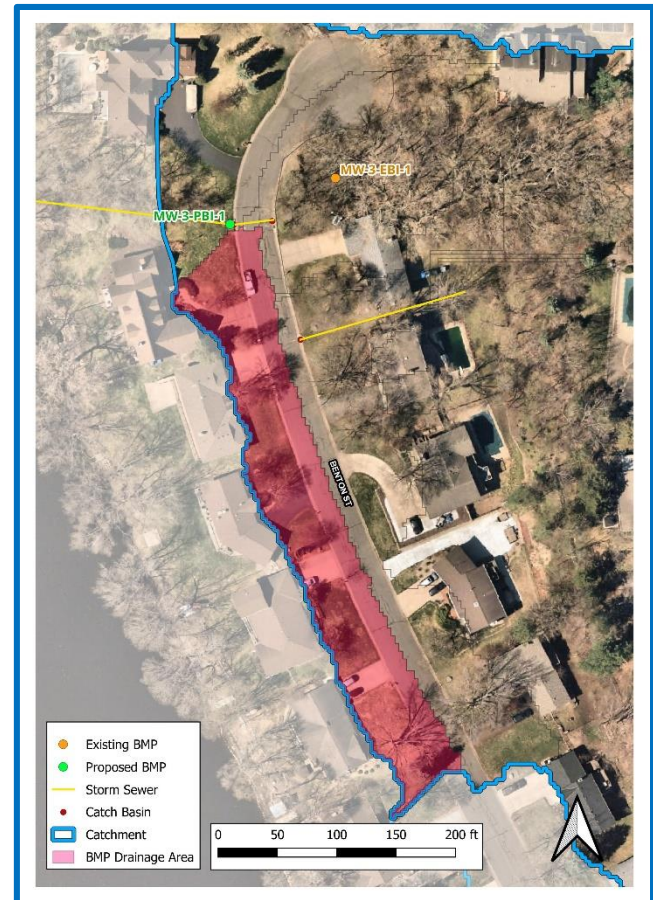 MW-3-EBI-1
MW-3-PBI-1
BENTON ST
Existing BMP
Proposed BMP
Storm Sewer
Catch Basin
Catchment
BMP Drainage Area
0 50 100 150 200 ft